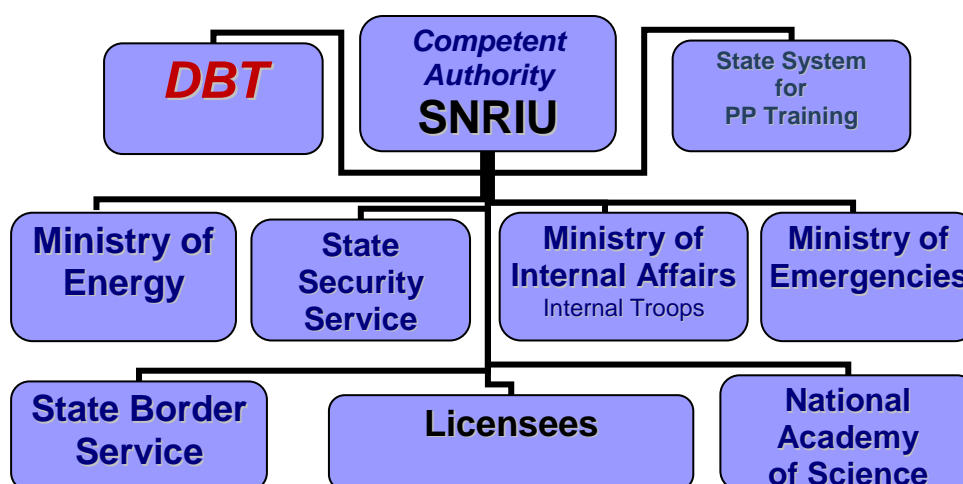 DBT
Competent
Authority
SNRIU
State System
for
PP Training
Ministry of
Energy
State
Security
Service
Ministry of
Internal Affairs
Internal Troops
Ministry of
Emergencies
State Border
Service
Licensees
National
Academy
of Science